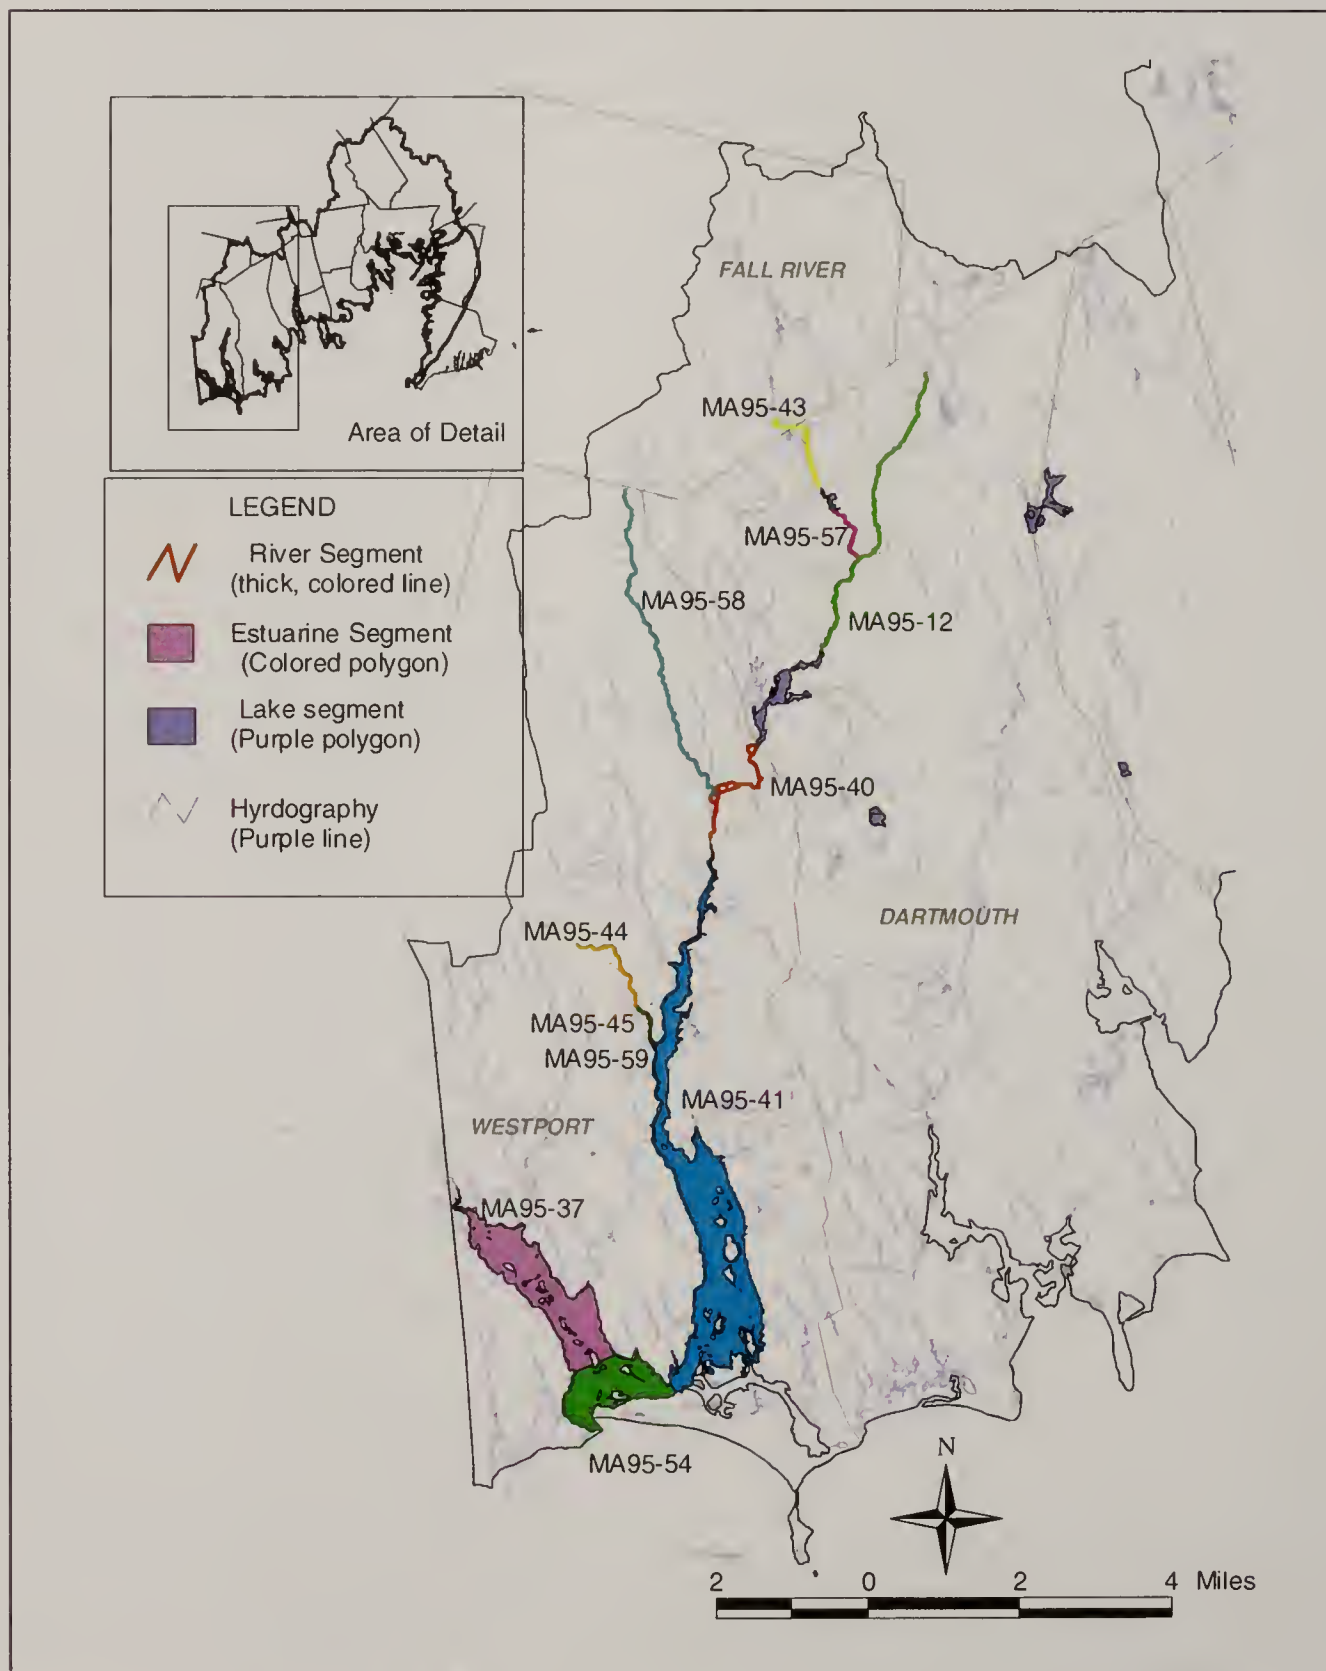 Area of Detail
LEGEND
River Segment
(thick, colored line)
Estuarine Segment
(Colored polygon)
Lake segment
(Purple polygon)
Hyrdography
(Purple line)
FALL RIVER
MA95-43
MA95-57
MA95-58
MA95-12
MA95-40
DARTMOUTH
MA95-44
MA95-45
MA95-59
MA95-41
WESTPORT
MA95-37
MA95-54
N
2 0 2 4 Miles